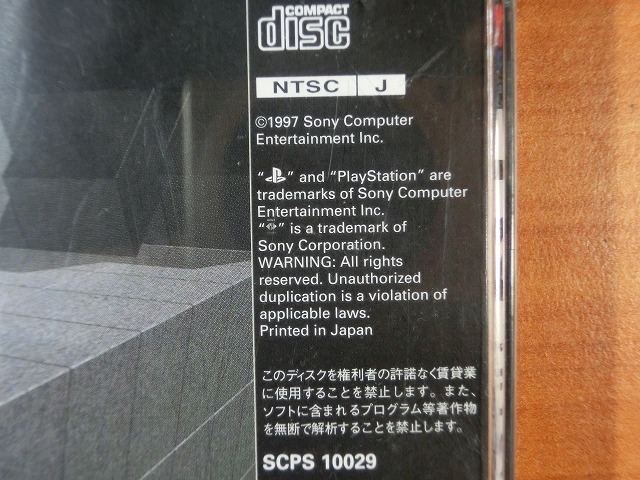 COMPACT
disc
NTSC J
©1997 Sony Computer
Entertainment Inc.
“ ” and “PlayStation” are
trademarks of Sony Computer
Entertainment Inc.
“ ” is a trademark of
Sony Corporation.
WARNING: All rights
reserved. Unauthorized
duplication is a violation of
applicable laws.
Printed in Japan
このディスクを権利者の許諾なく賃貸業
に使用することを禁止します。また、
ソフトに含まれるプログラム等著作物
を無断で解析することを禁止します。
SCPS 10029